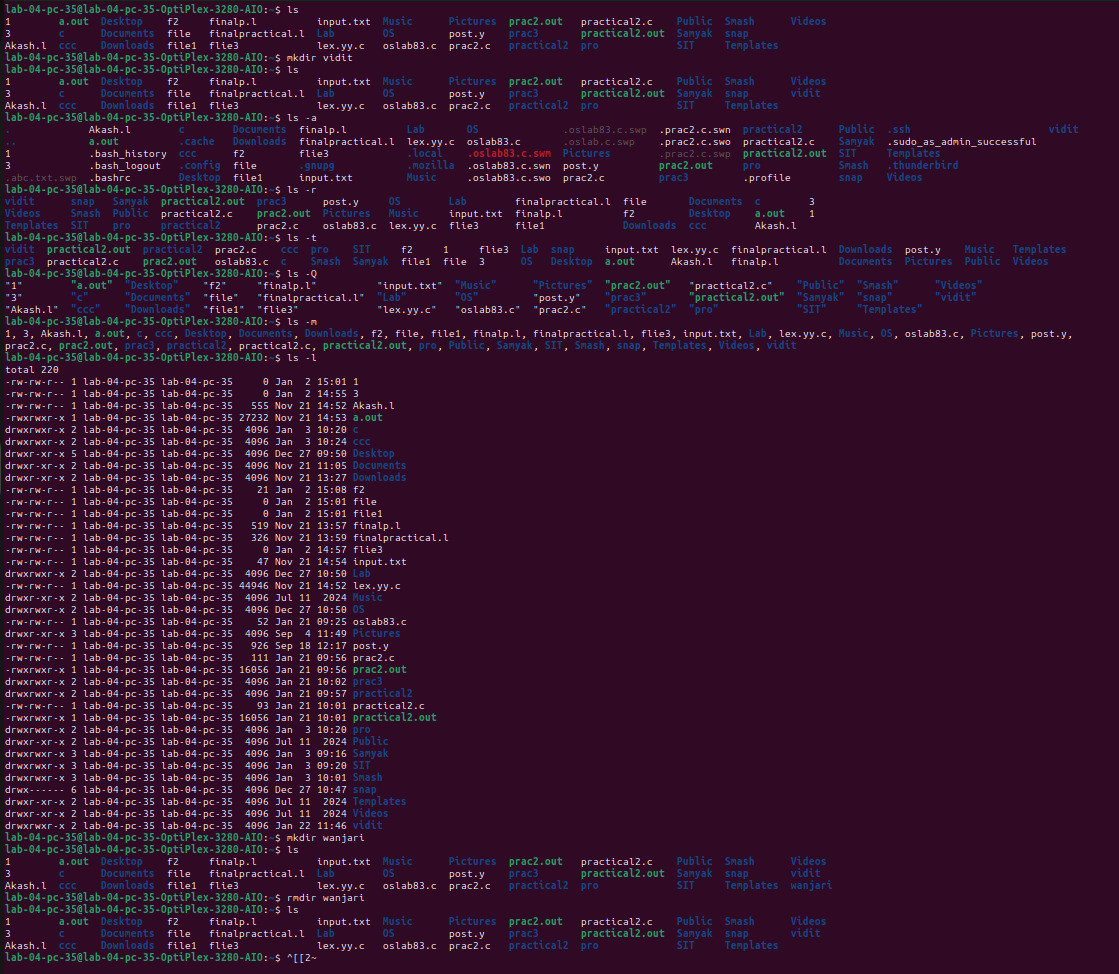 lab-04-pc-35@lab-04-pc-35-OptiPlex-3280-AIO:~$ ls
1 a.out Desktop f2 finalp.l input.txt Music Pictures prac2.out practical2.c Public Smash Videos
3 c Documents file finalpractical.l Lab OS post.y prac3 practical2.out Samyak snap
Akash.l ccc Downloads file1 flie3 lex.yy.c oslab83.c prac2.c practical2 pro SIT Templates
lab-04-pc-35@lab-04-pc-35-OptiPlex-3280-AIO:~$ mkdir vidit
lab-04-pc-35@lab-04-pc-35-OptiPlex-3280-AIO:~$ ls
1 a.out Desktop f2 finalp.l input.txt Music Pictures prac2.out practical2.c Public Smash Videos
3 c Documents file finalpractical.l Lab OS post.y prac3 practical2.out Samyak snap vidit
Akash.l ccc Downloads file1 flie3 lex.yy.c oslab83.c prac2.c practical2 pro SIT Templates
lab-04-pc-35@lab-04-pc-35-OptiPlex-3280-AIO:~$ ls -a
. Akash.l c Documents finalp.l Lab OS .oslab83.c.swp .prac2.c.swn practical2 Public .ssh vidit
.. a.out .cache Downloads finalpractical.l lex.yy.c oslab83.c .oslab.c.swp .prac2.c.swo practical2.c Samyak .sudo_as_admin_successful
1 .bash_history ccc f2 flie3 .local .oslab83.c.swm Pictures .prac2.c.swp practical2.out SIT Templates
3 .bash_logout .config file .gnupg .mozilla .oslab83.c.swn post.y prac2.out pro Smash .thunderbird
.abc.txt.swp .bashrc Desktop file1 input.txt Music .oslab83.c.swo prac2.c prac3 .profile snap Videos
lab-04-pc-35@lab-04-pc-35-OptiPlex-3280-AIO:~$ ls -r
vidit snap Samyak practical2.out prac3 post.y OS Lab finalpractical.l file Documents c 3
Videos Smash Public practical2.c prac2.out Pictures Music input.txt finalp.l f2 Desktop a.out 1
Templates SIT pro practical2 prac2.c oslab83.c lex.yy.c flie3 file1 Downloads ccc Akash.l
lab-04-pc-35@lab-04-pc-35-OptiPlex-3280-AIO:~$ ls -t
vidit practical2.out practical2 prac2.c ccc pro SIT f2 1 flie3 Lab snap input.txt lex.yy.c finalpractical.l Downloads post.y Music Templates
prac3 practical2.c prac2.out oslab83.c c Smash Samyak file1 file 3 OS Desktop a.out Akash.l finalp.l Documents Pictures Public Videos
lab-04-pc-35@lab-04-pc-35-OptiPlex-3280-AIO:~$ ls -Q
"1" "a.out" "Desktop" "f2" "finalp.l" "input.txt" "Music" "Pictures" "prac2.out" "practical2.c" "Public" "Smash" "Videos"
"3" "c" "Documents" "file" "finalpractical.l" "Lab" "OS" "post.y" "prac3" "practical2.out" "Samyak" "snap" "vidit"
"Akash.l" "ccc" "Downloads" "file1" "flie3" "lex.yy.c" "oslab83.c" "prac2.c" "practical2" "pro" "SIT" "Templates"
lab-04-pc-35@lab-04-pc-35-OptiPlex-3280-AIO:~$ ls -m
1, 3, Akash.l, a.out, c, ccc, Desktop, Documents, Downloads, f2, file, file1, finalp.l, finalpractical.l, flie3, input.txt, Lab, lex.yy.c, Music, OS, oslab83.c, Pictures, post.y,
prac2.c, prac2.out, prac3, practical2, practical2.c, practical2.out, pro, Public, Samyak, SIT, Smash, snap, Templates, Videos, vidit
lab-04-pc-35@lab-04-pc-35-OptiPlex-3280-AIO:~$ ls -l
total 220
-rw-rw-r-- 1 lab-04-pc-35 lab-04-pc-35 0 Jan 2 15:01 1
-rw-rw-r-- 1 lab-04-pc-35 lab-04-pc-35 0 Jan 2 14:55 3
-rw-rw-r-- 1 lab-04-pc-35 lab-04-pc-35 555 Nov 21 14:52 Akash.l
-rwxrwxr-x 1 lab-04-pc-35 lab-04-pc-35 27232 Nov 21 14:53 a.out
drwxrwxr-x 2 lab-04-pc-35 lab-04-pc-35 4096 Jan 3 10:20 c
drwxrwxr-x 2 lab-04-pc-35 lab-04-pc-35 4096 Jan 3 10:24 ccc
drwxr-xr-x 5 lab-04-pc-35 lab-04-pc-35 4096 Dec 27 09:50 Desktop
drwxr-xr-x 2 lab-04-pc-35 lab-04-pc-35 4096 Nov 21 11:05 Documents
drwxr-xr-x 2 lab-04-pc-35 lab-04-pc-35 4096 Nov 21 13:27 Downloads
-rw-rw-r-- 1 lab-04-pc-35 lab-04-pc-35 21 Jan 2 15:08 f2
-rw-rw-r-- 1 lab-04-pc-35 lab-04-pc-35 0 Jan 2 15:01 file
-rw-rw-r-- 1 lab-04-pc-35 lab-04-pc-35 0 Jan 2 15:01 file1
-rw-rw-r-- 1 lab-04-pc-35 lab-04-pc-35 519 Nov 21 13:57 finalp.l
-rw-rw-r-- 1 lab-04-pc-35 lab-04-pc-35 326 Nov 21 13:59 finalpractical.l
-rw-rw-r-- 1 lab-04-pc-35 lab-04-pc-35 0 Jan 2 14:57 flie3
-rw-rw-r-- 1 lab-04-pc-35 lab-04-pc-35 47 Nov 21 14:54 input.txt
drwxrwxr-x 2 lab-04-pc-35 lab-04-pc-35 4096 Dec 27 10:50 Lab
-rw-rw-r-- 1 lab-04-pc-35 lab-04-pc-35 44946 Nov 21 14:52 lex.yy.c
drwxr-xr-x 2 lab-04-pc-35 lab-04-pc-35 4096 Jul 11 2024 Music
drwxrwxr-x 2 lab-04-pc-35 lab-04-pc-35 4096 Dec 27 10:50 OS
-rw-rw-r-- 1 lab-04-pc-35 lab-04-pc-35 52 Jan 21 09:25 oslab83.c
drwxr-xr-x 3 lab-04-pc-35 lab-04-pc-35 4096 Sep 4 11:49 Pictures
-rw-rw-r-- 1 lab-04-pc-35 lab-04-pc-35 926 Sep 18 12:17 post.y
-rw-rw-r-- 1 lab-04-pc-35 lab-04-pc-35 111 Jan 21 09:56 prac2.c
-rwxrwxr-x 1 lab-04-pc-35 lab-04-pc-35 16056 Jan 21 09:56 prac2.out
drwxrwxr-x 2 lab-04-pc-35 lab-04-pc-35 4096 Jan 21 10:02 prac3
drwxrwxr-x 2 lab-04-pc-35 lab-04-pc-35 4096 Jan 21 09:57 practical2
-rw-rw-r-- 1 lab-04-pc-35 lab-04-pc-35 93 Jan 21 10:01 practical2.c
-rwxrwxr-x 1 lab-04-pc-35 lab-04-pc-35 16056 Jan 21 10:01 practical2.out
drwxrwxr-x 2 lab-04-pc-35 lab-04-pc-35 4096 Jan 3 10:20 pro
drwxr-xr-x 2 lab-04-pc-35 lab-04-pc-35 4096 Jul 11 2024 Public
drwxrwxr-x 3 lab-04-pc-35 lab-04-pc-35 4096 Jan 3 09:16 Samyak
drwxrwxr-x 3 lab-04-pc-35 lab-04-pc-35 4096 Jan 3 09:20 SIT
drwxrwxr-x 3 lab-04-pc-35 lab-04-pc-35 4096 Jan 3 10:01 Smash
drwx------ 6 lab-04-pc-35 lab-04-pc-35 4096 Dec 27 10:47 snap
drwxr-xr-x 2 lab-04-pc-35 lab-04-pc-35 4096 Jul 11 2024 Templates
drwxr-xr-x 2 lab-04-pc-35 lab-04-pc-35 4096 Jul 11 2024 Videos
drwxrwxr-x 2 lab-04-pc-35 lab-04-pc-35 4096 Jan 22 11:46 vidit
lab-04-pc-35@lab-04-pc-35-OptiPlex-3280-AIO:~$ mkdir wanjari
lab-04-pc-35@lab-04-pc-35-OptiPlex-3280-AIO:~$ ls
1 a.out Desktop f2 finalp.l input.txt Music Pictures prac2.out practical2.c Public Smash Videos
3 c Documents file finalpractical.l Lab OS post.y prac3 practical2.out Samyak snap vidit
Akash.l ccc Downloads file1 flie3 lex.yy.c oslab83.c prac2.c practical2 pro SIT Templates wanjari
lab-04-pc-35@lab-04-pc-35-OptiPlex-3280-AIO:~$ rmdir wanjari
lab-04-pc-35@lab-04-pc-35-OptiPlex-3280-AIO:~$ ls
1 a.out Desktop f2 finalp.l input.txt Music Pictures prac2.out practical2.c Public Smash Videos
3 c Documents file finalpractical.l Lab OS post.y prac3 practical2.out Samyak snap vidit
Akash.l ccc Downloads file1 flie3 lex.yy.c oslab83.c prac2.c practical2 pro SIT Templates
lab-04-pc-35@lab-04-pc-35-OptiPlex-3280-AIO:~$ ^[[2~